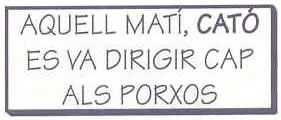 AQUELL MATÍ, CATÓ
ES VA DIRIGIR CAP
ALS PORXOS